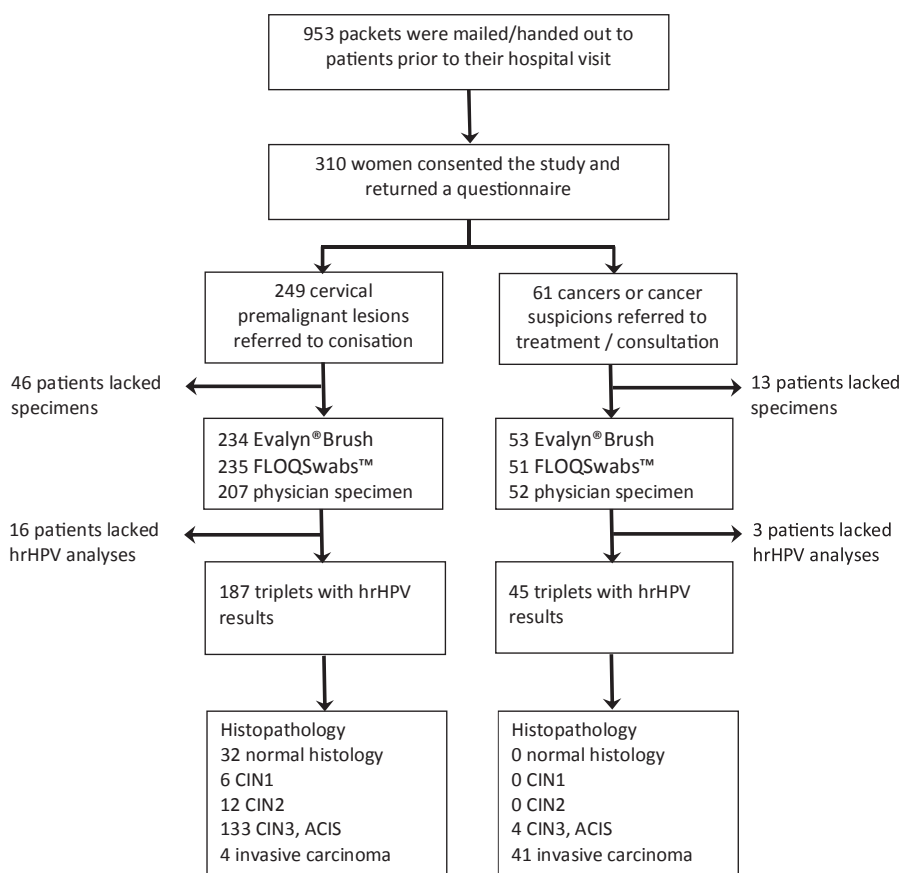 953 packets were mailed/handed out to
patients prior to their hospital visit
310 women consented the study and
returned a questionnaire
249 cervical
premalignant lesions
referred to conisation
61 cancers or cancer
suspicions referred to
treatment / consultation
46 patients lacked
specimens
13 patients lacked
specimens
234 Evalyn®Brush
235 FLOQSwabs™
207 physician specimen
53 Evalyn®Brush
51 FLOQSwabs™
52 physician specimen
16 patients lacked
hrHPV analyses
3 patients lacked
hrHPV analyses
187 triplets with hrHPV
results
45 triplets with hrHPV
results
Histopathology
32 normal histology
6 CIN1
12 CIN2
133 CIN3, ACIS
4 invasive carcinoma
Histopathology
0 normal histology
0 CIN1
0 CIN2
4 CIN3, ACIS
41 invasive carcinoma